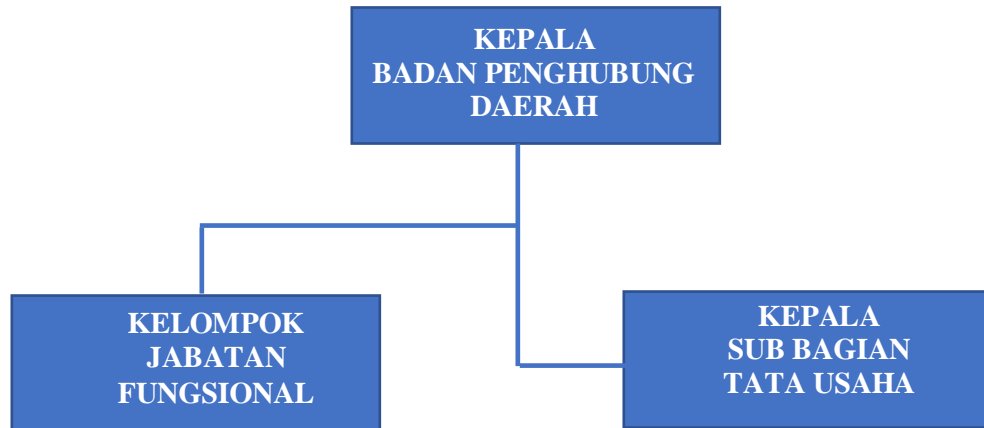 KEPALA
BADAN PENGHUBUNG
DAERAH
KELOMPOK
JABATAN
FUNGSIONAL
KEPALA
SUB BAGIAN
TATA USAHA